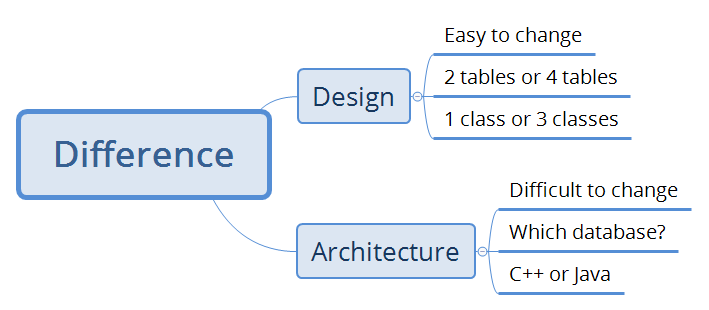 Difference
Design
Easy to change
2 tables or 4 tables
1 class or 3 classes
Architecture
Difficult to change
Which database?
C++ or Java